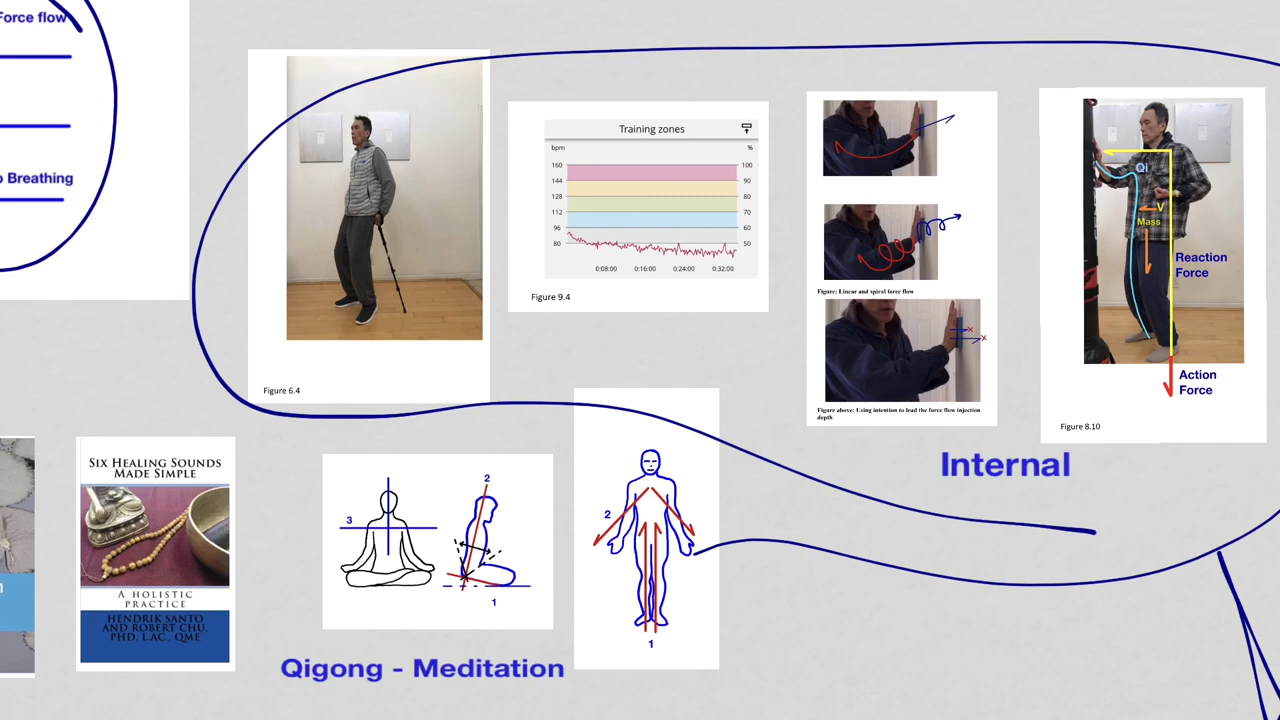 Force flow
Breathing
Figure 6.4
Training zones
bpm
%
160
100
144
90
128
80
112
70
96
60
80
50
0:08:00
0:16:00
0:24:00
0:32:00
Figure 9.4
Figure: Linear and spiral force flow
Figure above: Using intention to lead the force flow injection
depth
Qi
V
Mass
Reaction
Force
Action
Force
Figure 8.10
Internal
SIX HEALING SOUNDS
MADE SIMPLE
A HOLISTIC
PRACTICE
HENDRIK SANTO
AND ROBERT CHU,
PHD, L.AC., QME
3
2
1
2
1
Qigong - Meditation